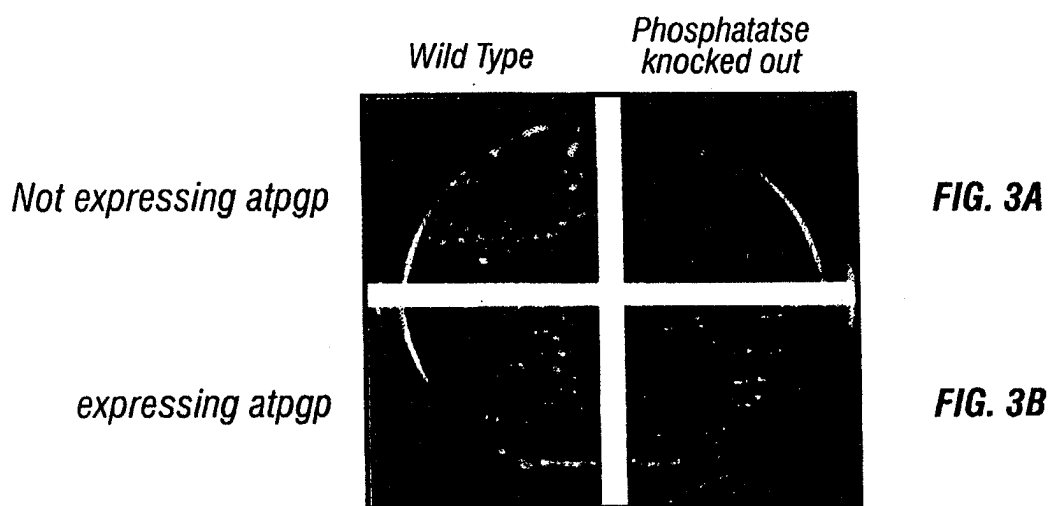 Wild Type
Phosphatatse
knocked out
Not expressing atpgp
FIG. 3A
expressing atpgp
FIG. 3B